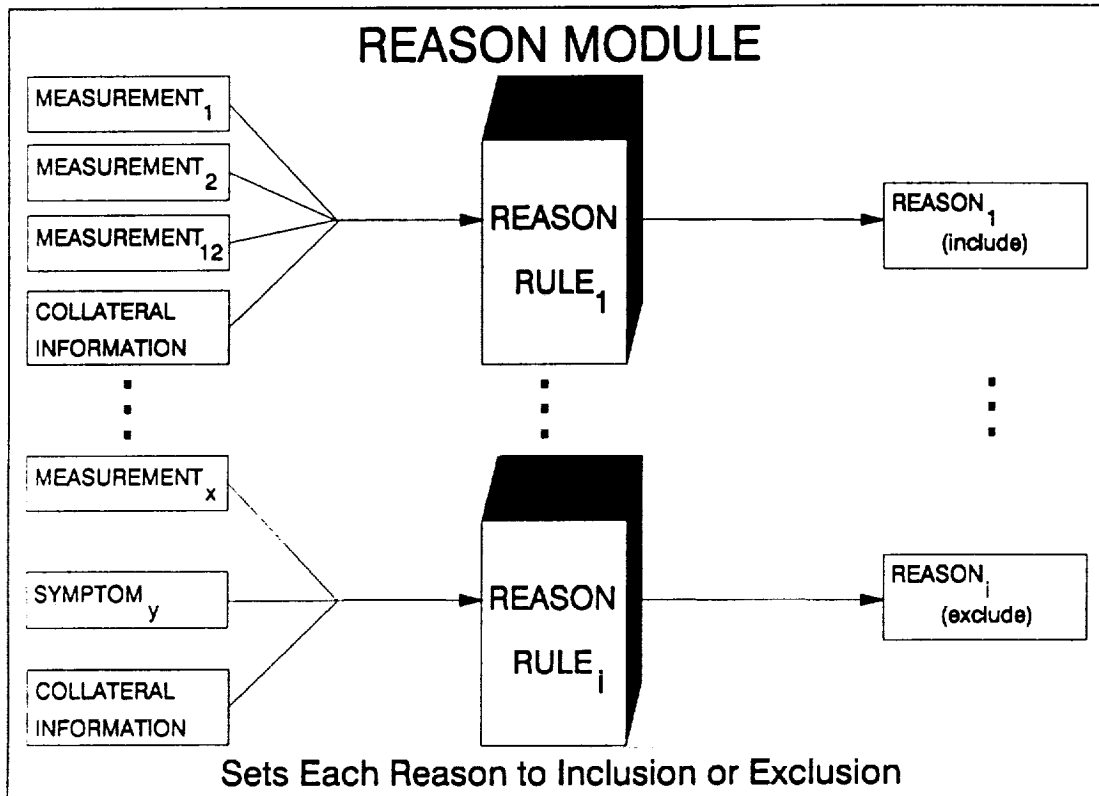 REASON MODULE
MEASUREMENT1
MEASUREMENT2
MEASUREMENT12
COLLATERAL
INFORMATION
REASON
RULE1
REASON1
(include)
MEASUREMENTx
SYMPTOMy
COLLATERAL
INFORMATION
REASON
RULEi
REASONi
(exclude)
Sets Each Reason to Inclusion or Exclusion